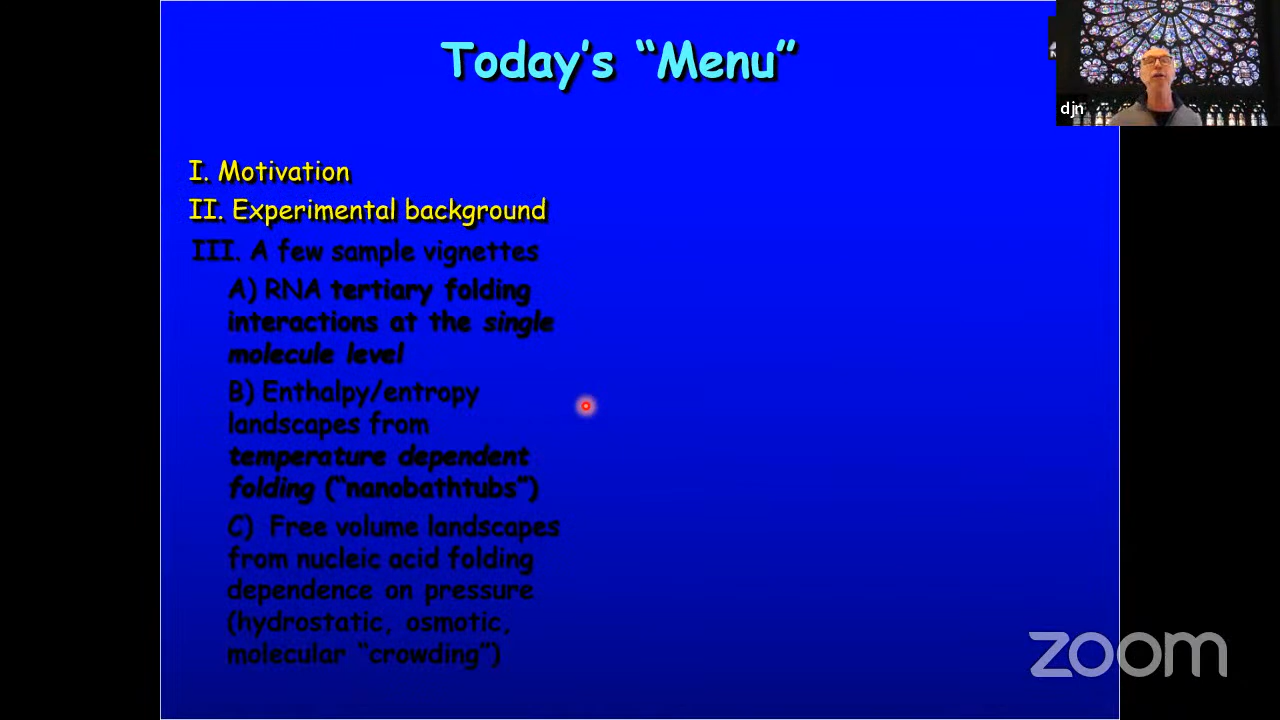 Today's “Menu”
djn
I. Motivation
II. Experimental background
III. A few sample vignettes
A) RNA tertiary folding
interactions at the single
molecule level
B) Enthalpy/entropy
landscapes from
temperature dependent
folding (“nanobathtubs”)
C) Free volume landscapes
from nucleic acid folding
dependence on pressure
(hydrostatic, osmotic,
molecular “crowding”)
zoom